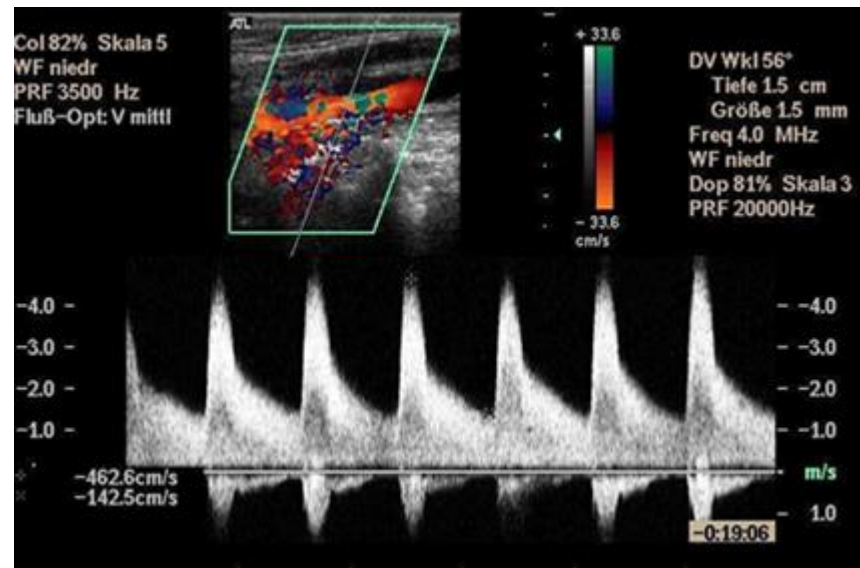 Col 82% Skala 5
WF niedr
PRF 3500 Hz
Fluß-Opt: V mittl
ATL
+ 33.6
- 33.6
cm/s
DV Wkl 56°
Tiefe 1.5 cm
Größe 1.5 mm
Freq 4.0 MHz
WF niedr
Dop 81% Skala 3
PRF 20000Hz
-4.0 -
-3.0 -
-2.0 -
-1.0 -
-462.6cm/s
-142.5cm/s
- -4.0
- -3.0
- -2.0
- -1.0
m/s
- 1.0
-0:19:06